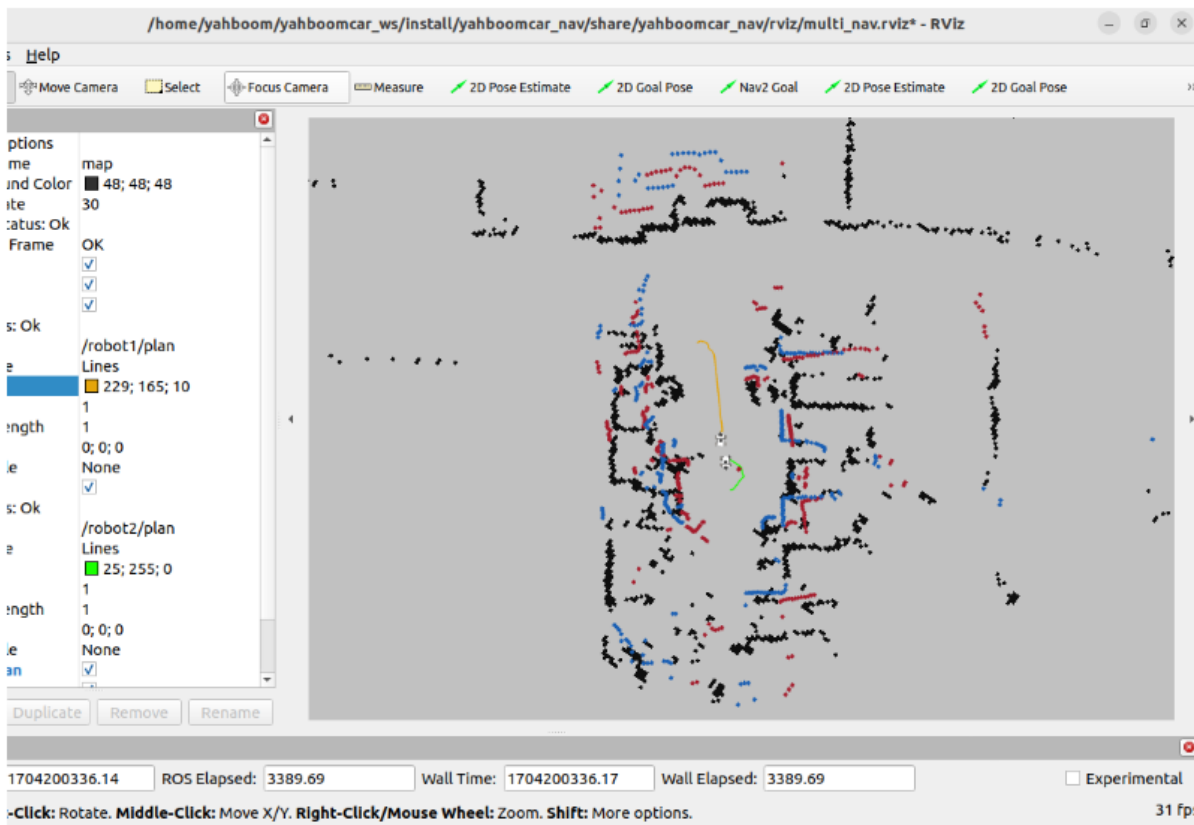 /home/yahboom/yahboomcar_ws/install/yahboomcar_nav/share/yahboomcar_nav/rviz/multi_nav.rviz* - RViz
s Help
Move Camera Select Focus Camera Measure 2D Pose Estimate 2D Goal Pose Nav2 Goal 2D Pose Estimate 2D Goal Pose »
ptions
me map
und Color 48; 48; 48
ate 30
tatus: Ok
Frame OK
s: Ok
/robot1/plan
e Lines
229; 165; 10
1
ength 1
0; 0; 0
le None
s: Ok
/robot2/plan
e Lines
25; 255; 0
1
ength 1
0; 0; 0
le None
an
Duplicate Remove Rename
1704200336.14 ROS Elapsed: 3389.69 Wall Time: 1704200336.17 Wall Elapsed: 3389.69 Experimental
-Click: Rotate. Middle-Click: Move X/Y. Right-Click/Mouse Wheel: Zoom. Shift: More options. 31 fps